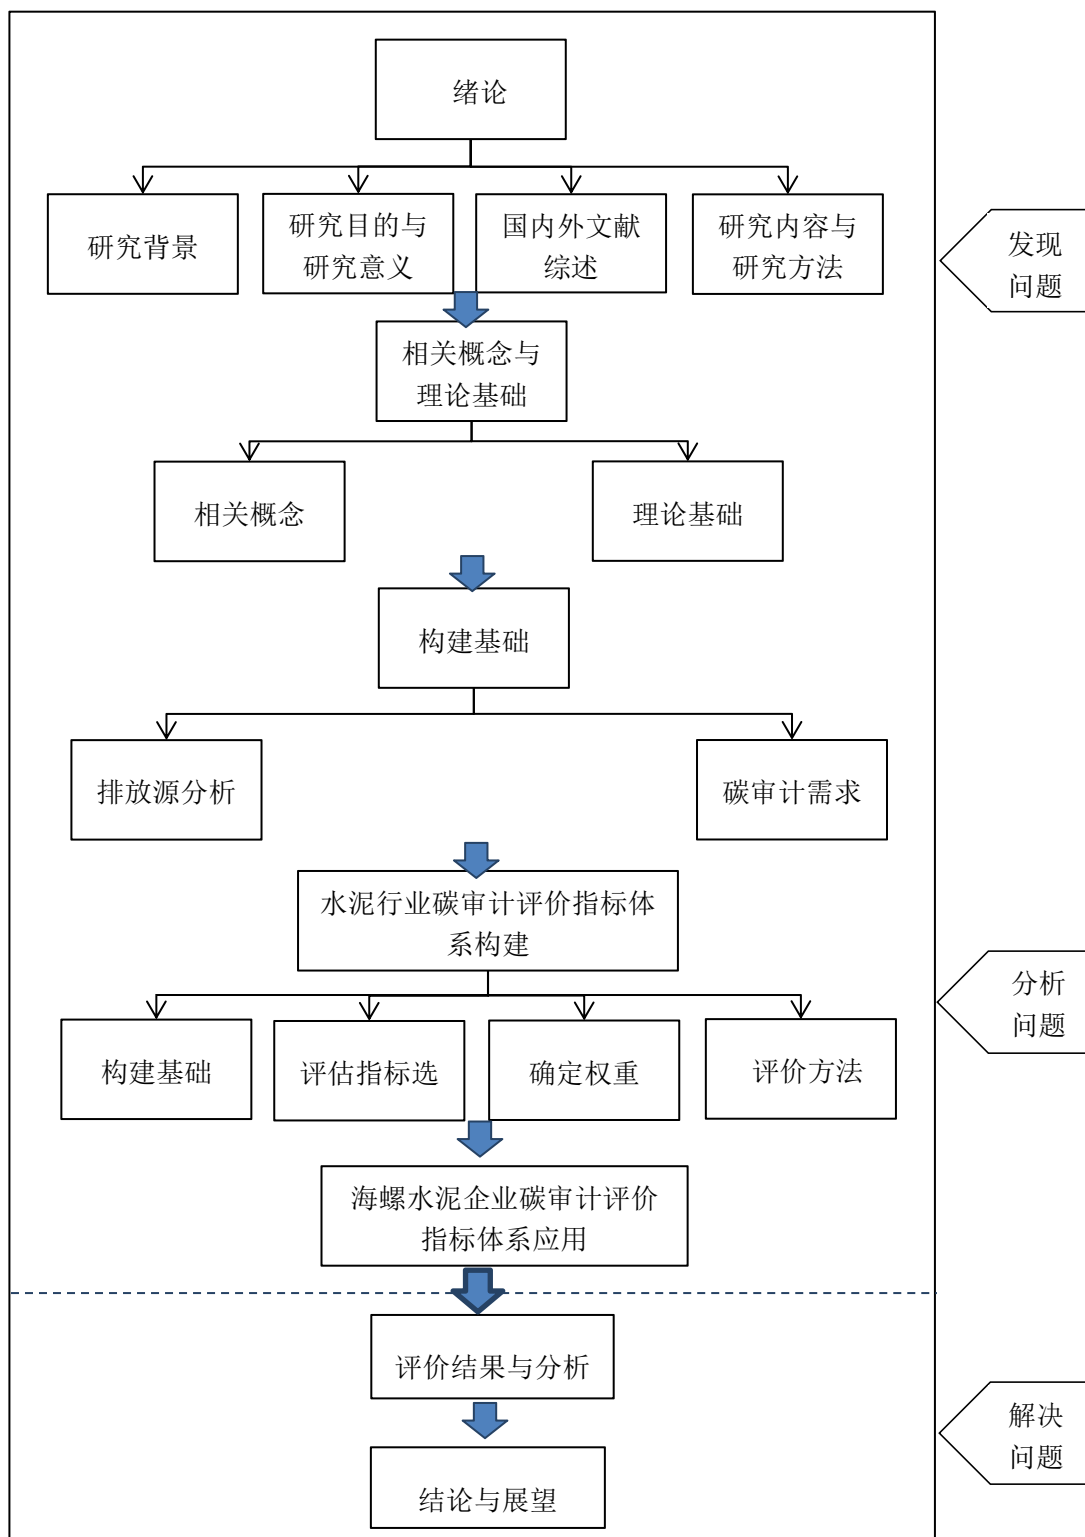 绪论
研究背景
研究目的与
研究意义
国内外文献
综述
研究内容与
研究方法
发现
问题
相关概念与
理论基础
相关概念
理论基础
构建基础
排放源分析
碳审计需求
水泥行业碳审计评价指标体
系构建
分析
问题
构建基础
评估指标选
确定权重
评价方法
海螺水泥企业碳审计评价
指标体系应用
评价结果与分析
解决
问题
结论与展望